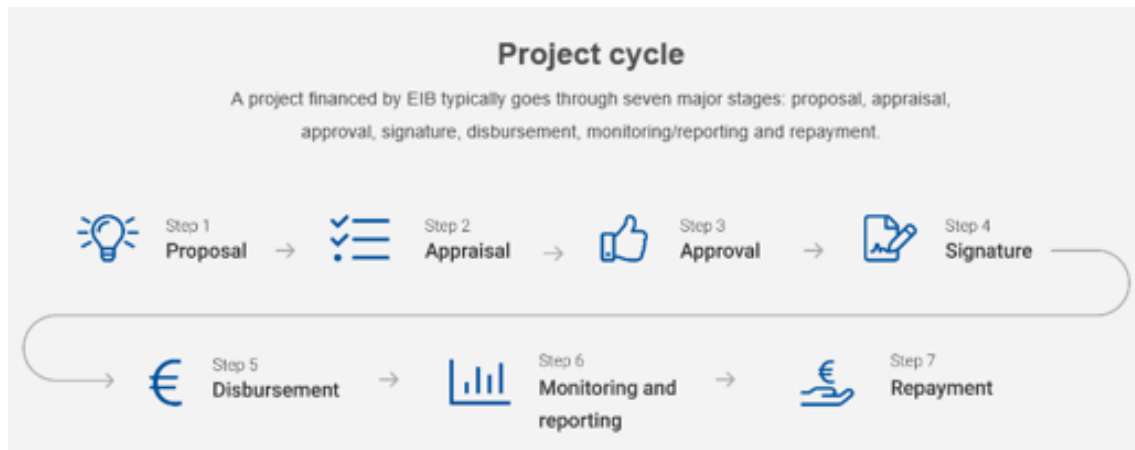 Project cycle
A project financed by EIB typically goes through seven major stages: proposal, appraisal,
approval, signature, disbursement, monitoring/reporting and repayment.
Step 1
Proposal
Step 2
Appraisal
Step 3
Approval
Step 4
Signature
Step 5
Disbursement
Step 6
Monitoring and
reporting
Step 7
Repayment